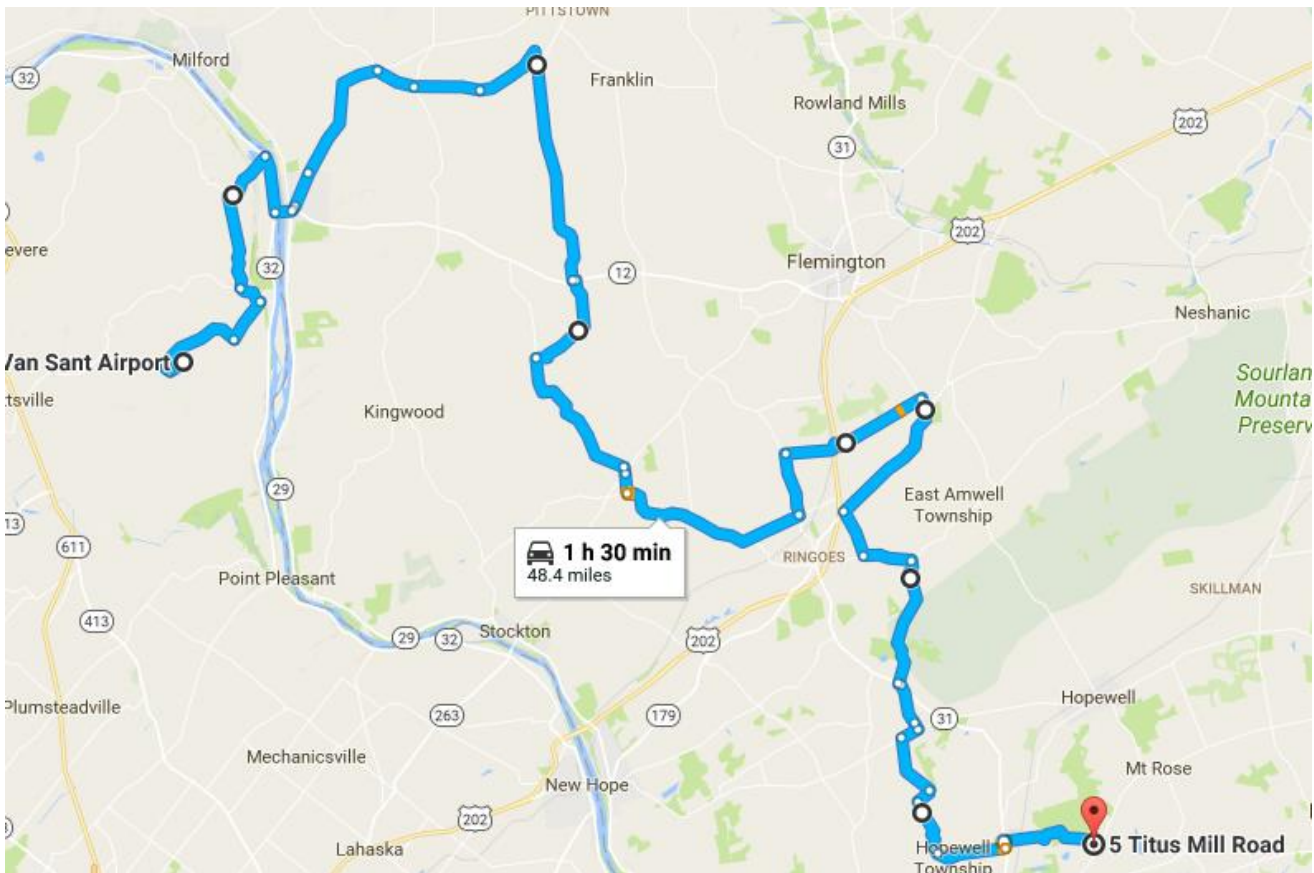 PITTSTOWN
Milford
32
Franklin
Rowland Mills
202
31
202
evere
32
12
Flemington
Neshanic
Van Sant Airport
ttsville
Kingwood
Sourlan
Mounta
Preserv
29
East Amwell
Township
13
611
1 h 30 min
48.4 miles
RINGOES
Point Pleasant
SKILLMAN
413
29
32
Stockton
202
Plumsteadville
263
179
31
Hopewell
Mechanicsville
Mt Rose
New Hope
202
Lahaska
Hopewell
Township
5 Titus Mill Road